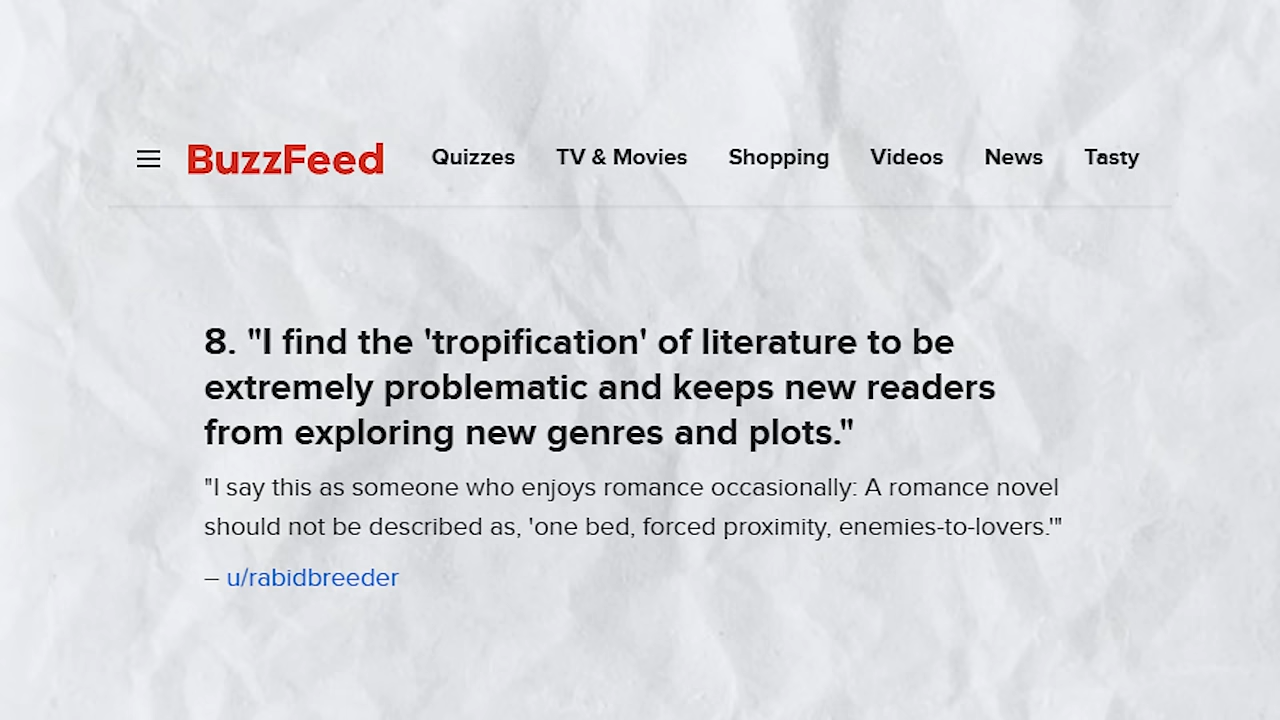 BuzzFeed Quizzes TV & Movies Shopping Videos News Tasty
8. "I find the 'tropification' of literature to be
extremely problematic and keeps new readers
from exploring new genres and plots."
"I say this as someone who enjoys romance occasionally: A romance novel
should not be described as, 'one bed, forced proximity, enemies-to-lovers.'"
– u/rabidbreeder